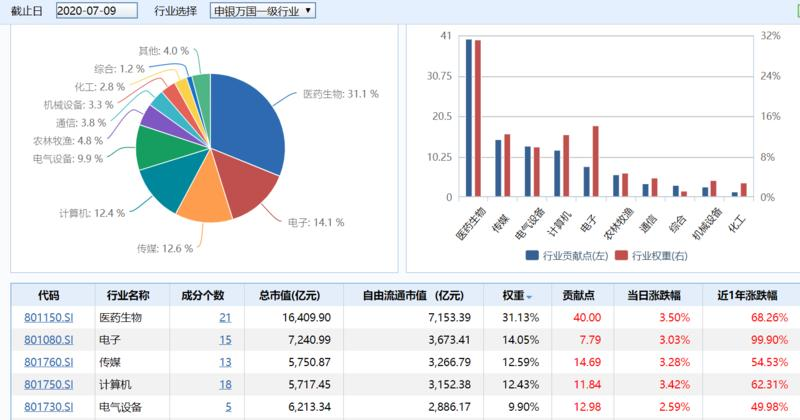 截止日 2020-07-09 行业选择 申银万国一级行业
其他: 4.0 %
综合: 1.2 %
化工: 2.8 %
机械设备: 3.3 %
通信: 3.8 %
农林牧渔: 4.8 %
电气设备: 9.9 %
计算机: 12.4 %
传媒: 12.6 %
电子: 14.1 %
医药生物: 31.1 %
41 32%
30.75 24%
20.5 16%
10.25 8%
0 0%
医药生物 传媒 电气设备 计算机 电子 农林牧渔 通信 综合 机械设备 化工
行业贡献点(左) 行业权重(右)
代码 行业名称 成分个数 总市值(亿元) 自由流通市值 (亿元) 权重 贡献点 当日涨跌幅 近1年涨跌幅
801150.SI 医药生物 21 16,409.90 7,153.39 31.13% 40.00 3.50% 68.26%
801080.SI 电子 15 7,240.99 3,673.41 14.05% 7.79 3.03% 99.90%
801760.SI 传媒 13 5,750.87 3,266.79 12.59% 14.69 3.28% 54.53%
801750.SI 计算机 18 5,717.45 3,152.38 12.43% 11.84 3.42% 62.31%
801730.SI 电气设备 5 6,213.34 2,886.17 9.90% 12.98 2.59% 49.98%